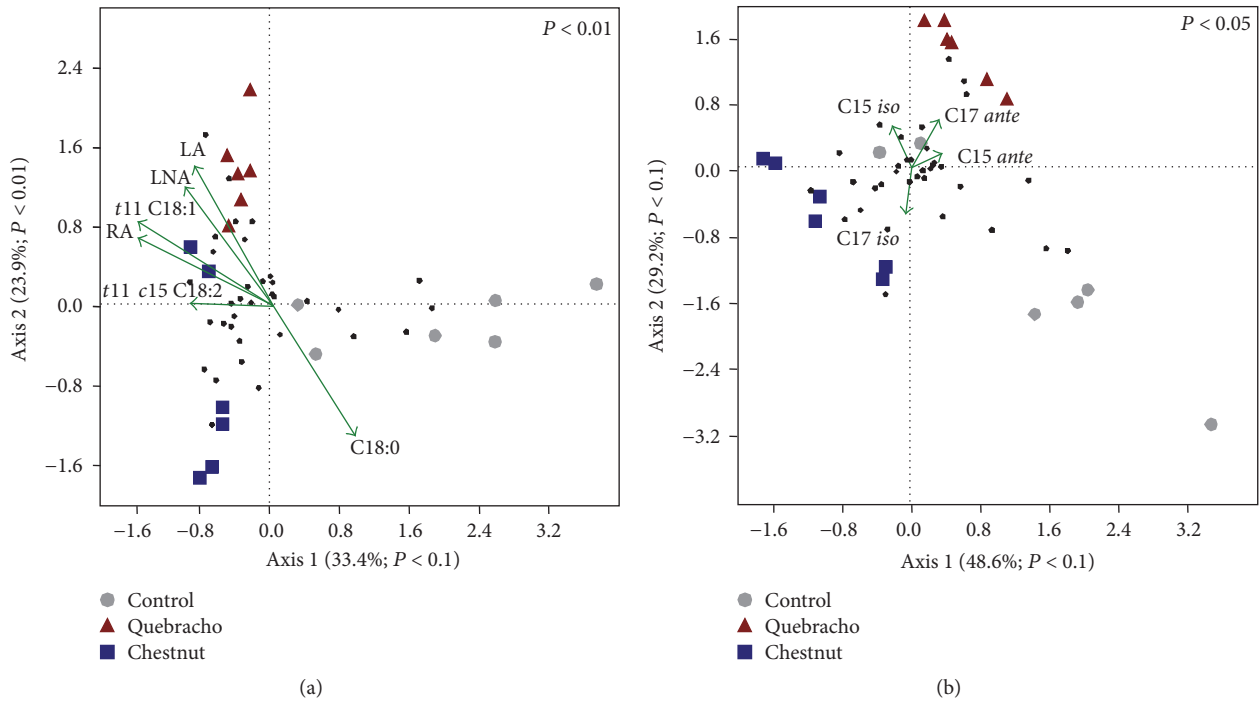 P < 0.01
2.4
1.6
0.8
0.0
−0.8
−1.6
Axis 2 (23.9%; P < 0.01)
LA
LNA
t11 C18:1
RA
t11 c15 C18:2
C18:0
−1.6 −0.8 0.0 0.8 1.6 2.4 3.2
Axis 1 (33.4%; P < 0.1)
Control
Quebracho
Chestnut
(a)
P < 0.05
1.6
0.8
0.0
−0.8
−1.6
−2.4
−3.2
Axis 2 (29.2%; P < 0.1)
C15 iso
C17 ante
C15 ante
C17 iso
−1.6 −0.8 0.0 0.8 1.6 2.4 3.2
Axis 1 (48.6%; P < 0.1)
Control
Quebracho
Chestnut
(b)